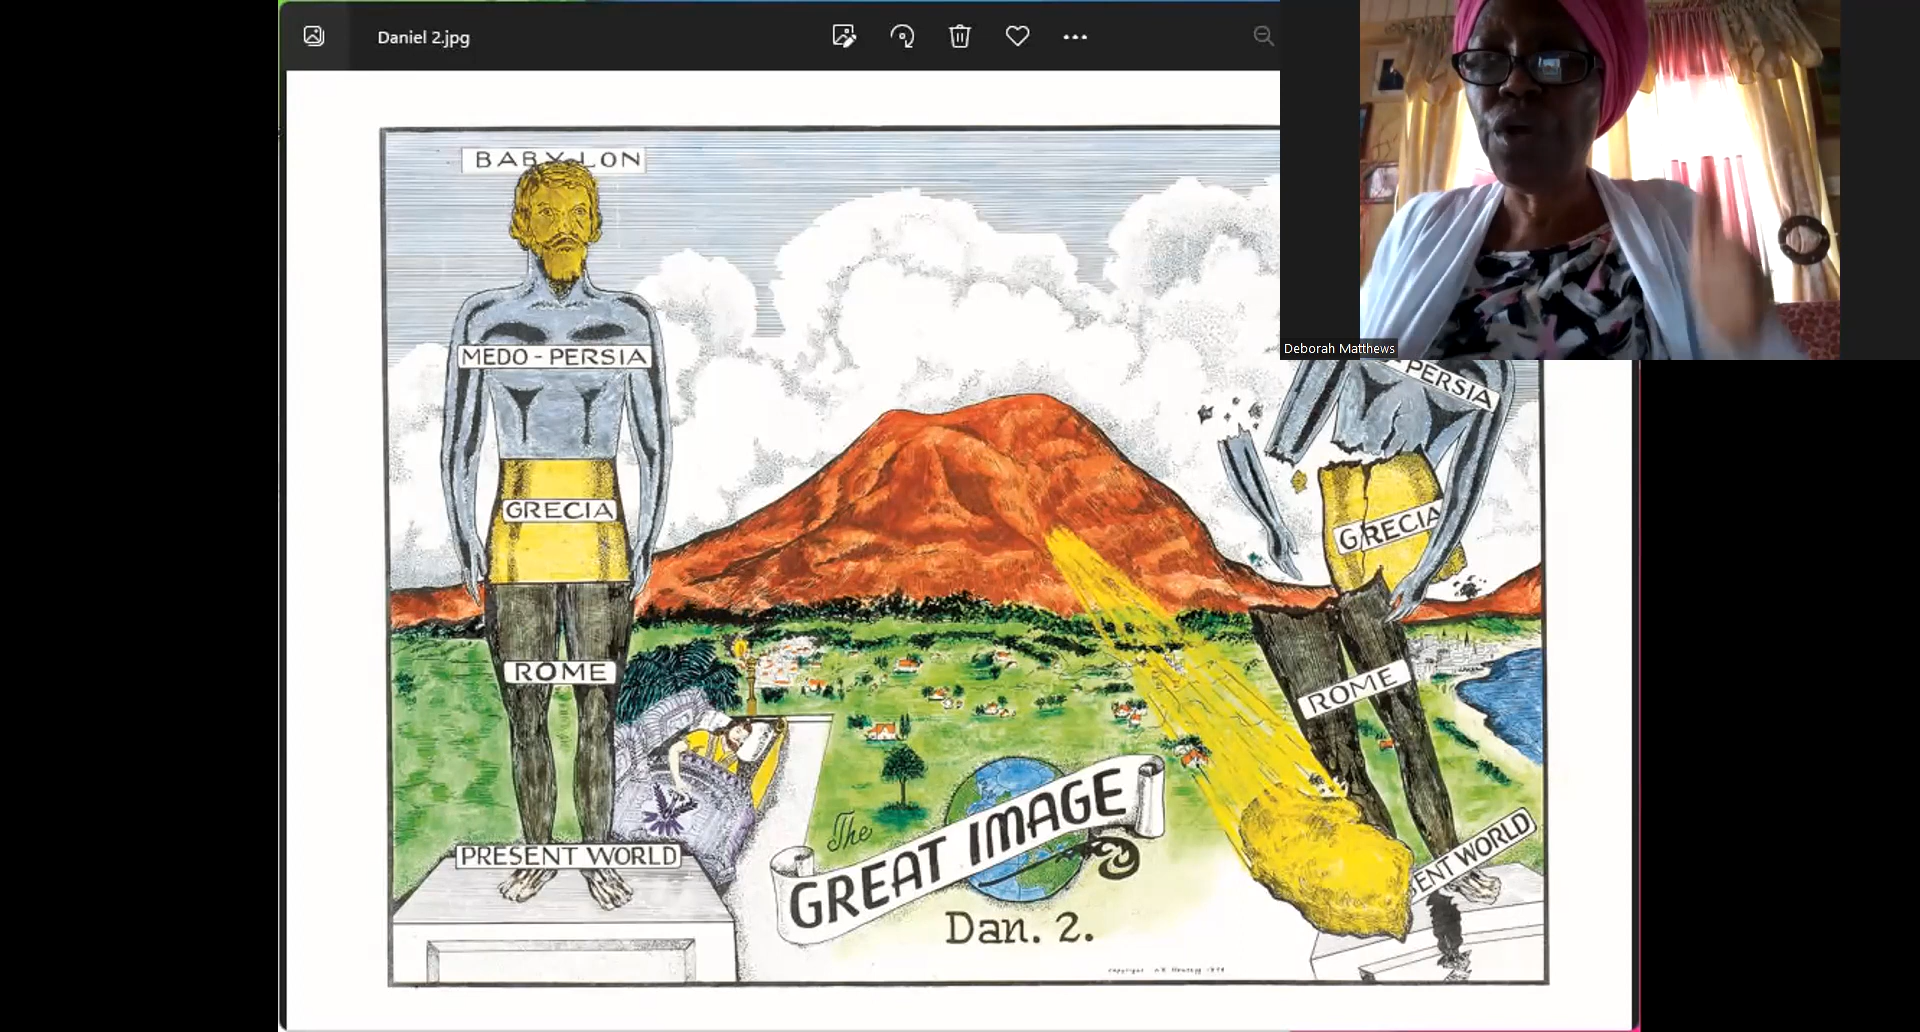 Daniel 2.jpg
BABYLON
MEDO - PERSIA
GRECIA
ROME
PRESENT WORLD
The
GREAT IMAGE
Dan. 2.
Deborah Matthews
PERSIA
GRECIA
ROME
ENT WORLD